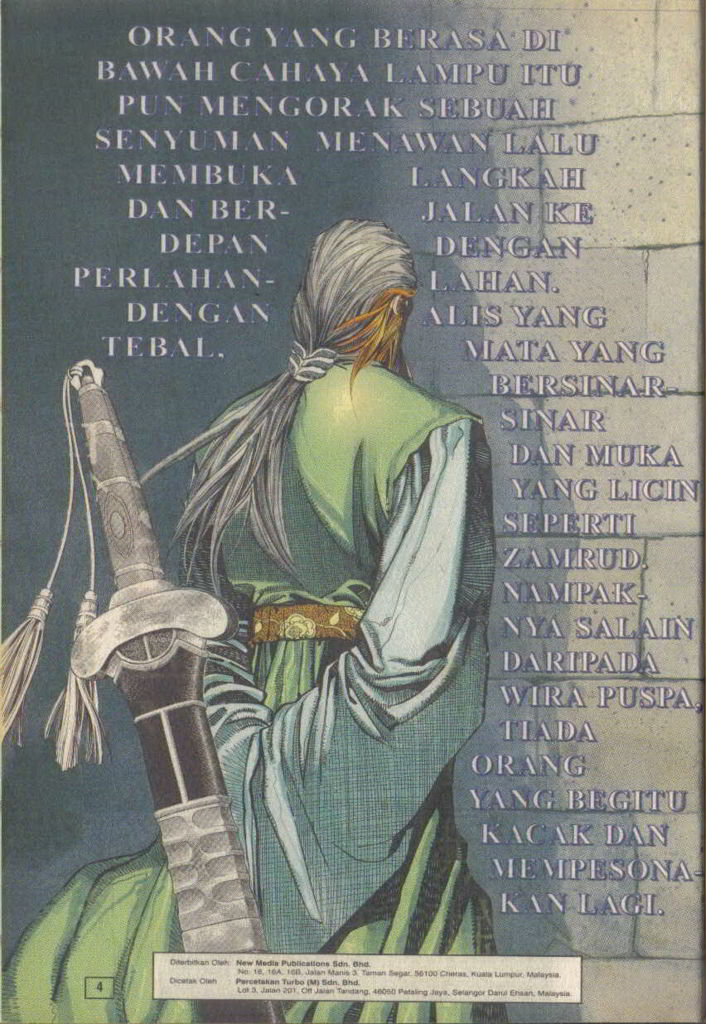 ORANG YANG BERASA DI
BAWAH CAHAYA LAMPU ITU
PUN MENGORAK SEBUAH
SENYUMAN MENAWAN LALU
MEMBUKA LANGKAH
DAN BER- JALAN KE
DEPAN DENGAN
PERLAHAN- LAHAN.
DENGAN ALIS YANG
TEBAL, MATA YANG
BERSINAR-
SINAR
DAN MUKA
YANG LICIN
SEPERTI
ZAMRUD.
NAMPAK-
NYA SALAIN
DARIPADA
WIRA PUSPA,
TIADA
ORANG
YANG BEGITU
KACAK DAN
MEMPESONA-
KAN LAGI.
Diterbitkan Oleh: New Media Publications Sdn. Bhd.
No: 16, 16A, 16B, Jalan Manis 3, Taman Segar, 56100 Cheras, Kuala Lumpur, Malaysia.
Dicetak Oleh : Percetakan Turbo (M) Sdn. Bhd.
Lot 3, Jalan 201, Off Jalan Tandang, 46050 Petaling Jaya, Selangor Darul Ehsan, Malaysia.
4